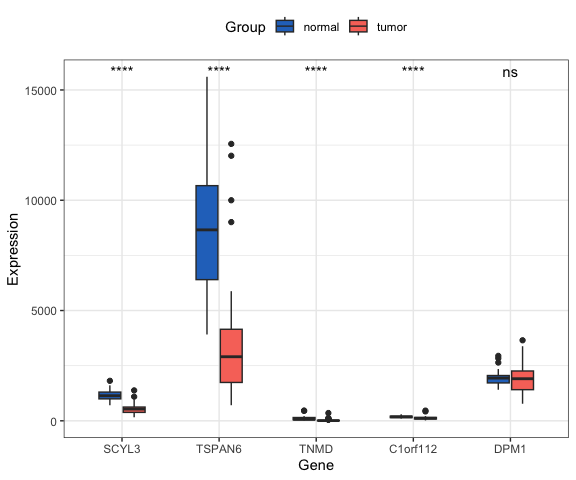 Group normal tumor
**** **** **** **** ns
15000
10000
5000
0
Expression
SCYL3 TSPAN6 TNMD C1orf112 DPM1
Gene